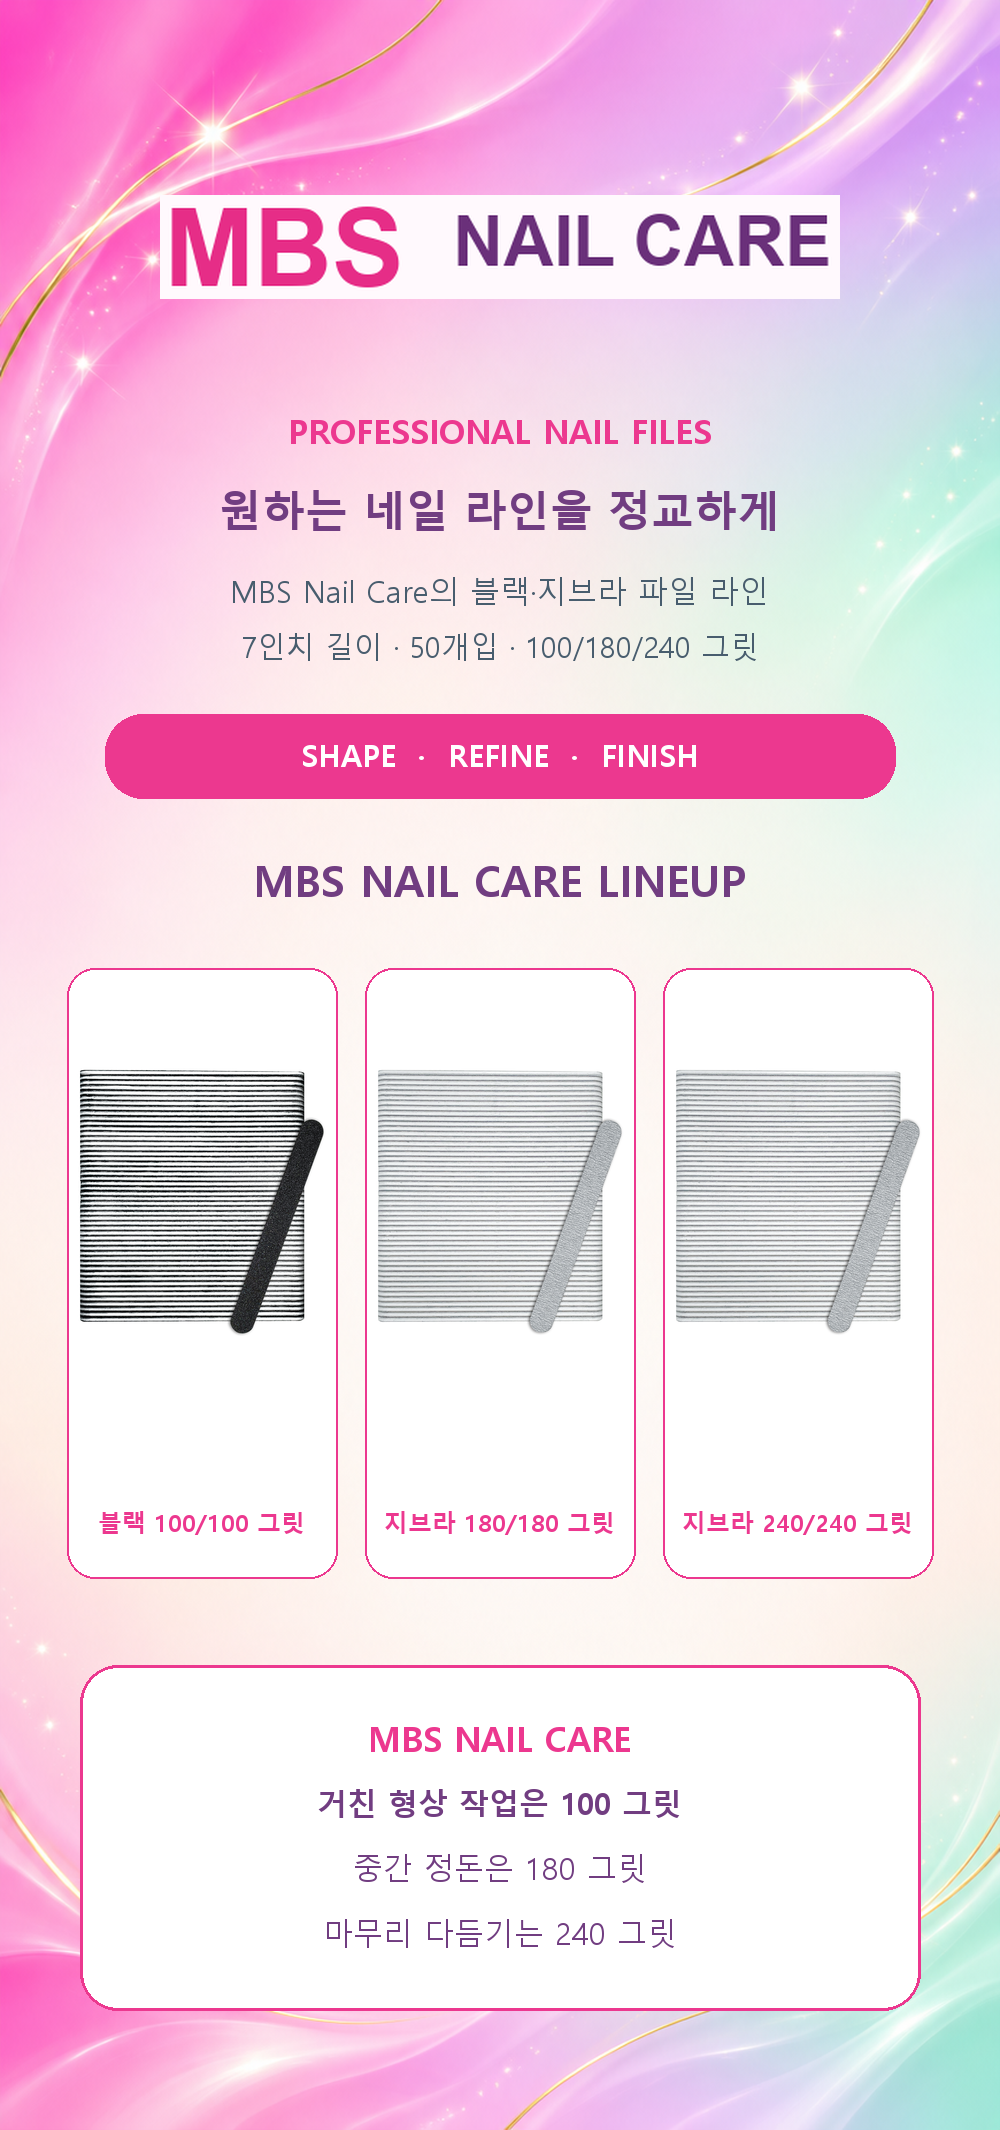 MBS NAIL CARE
PROFESSIONAL NAIL FILES
원하는 네일 라인을 정교하게
MBS Nail Care의 블랙·지브라 파일 라인
7인치 길이 · 50개입 · 100/180/240 그릿
SHAPE · REFINE · FINISH
MBS NAIL CARE LINEUP
블랙 100/100 그릿
지브라 180/180 그릿
지브라 240/240 그릿
MBS NAIL CARE
거친 형상 작업은 100 그릿
중간 정돈은 180 그릿
마무리 다듬기는 240 그릿